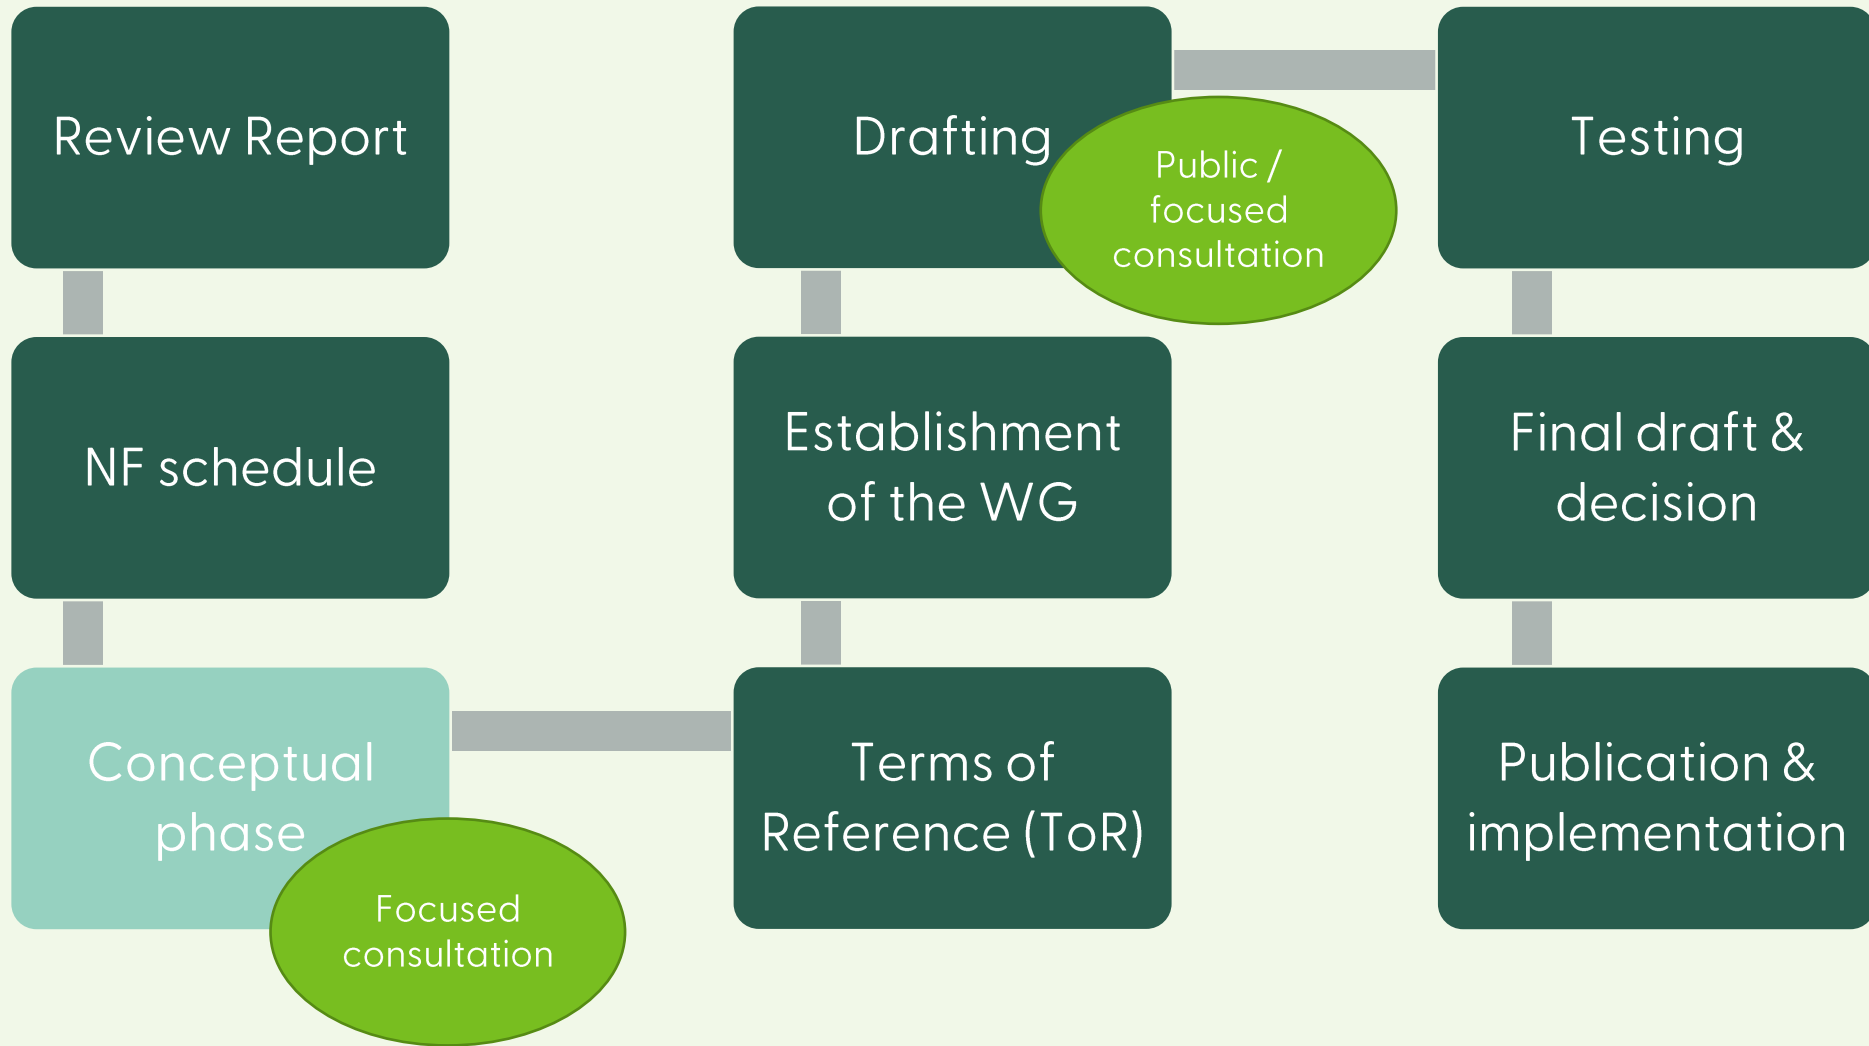 Review Report
NF schedule
Conceptual
phase
Focused
consultation
Terms of
Reference (ToR)
Establishment
of the WG
Drafting
Public /
focused
consultation
Testing
Final draft &
decision
Publication &
implementation